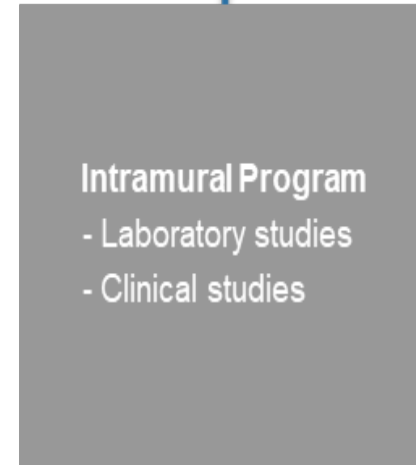 Intramural Program
- Laboratory studies
- Clinical studies